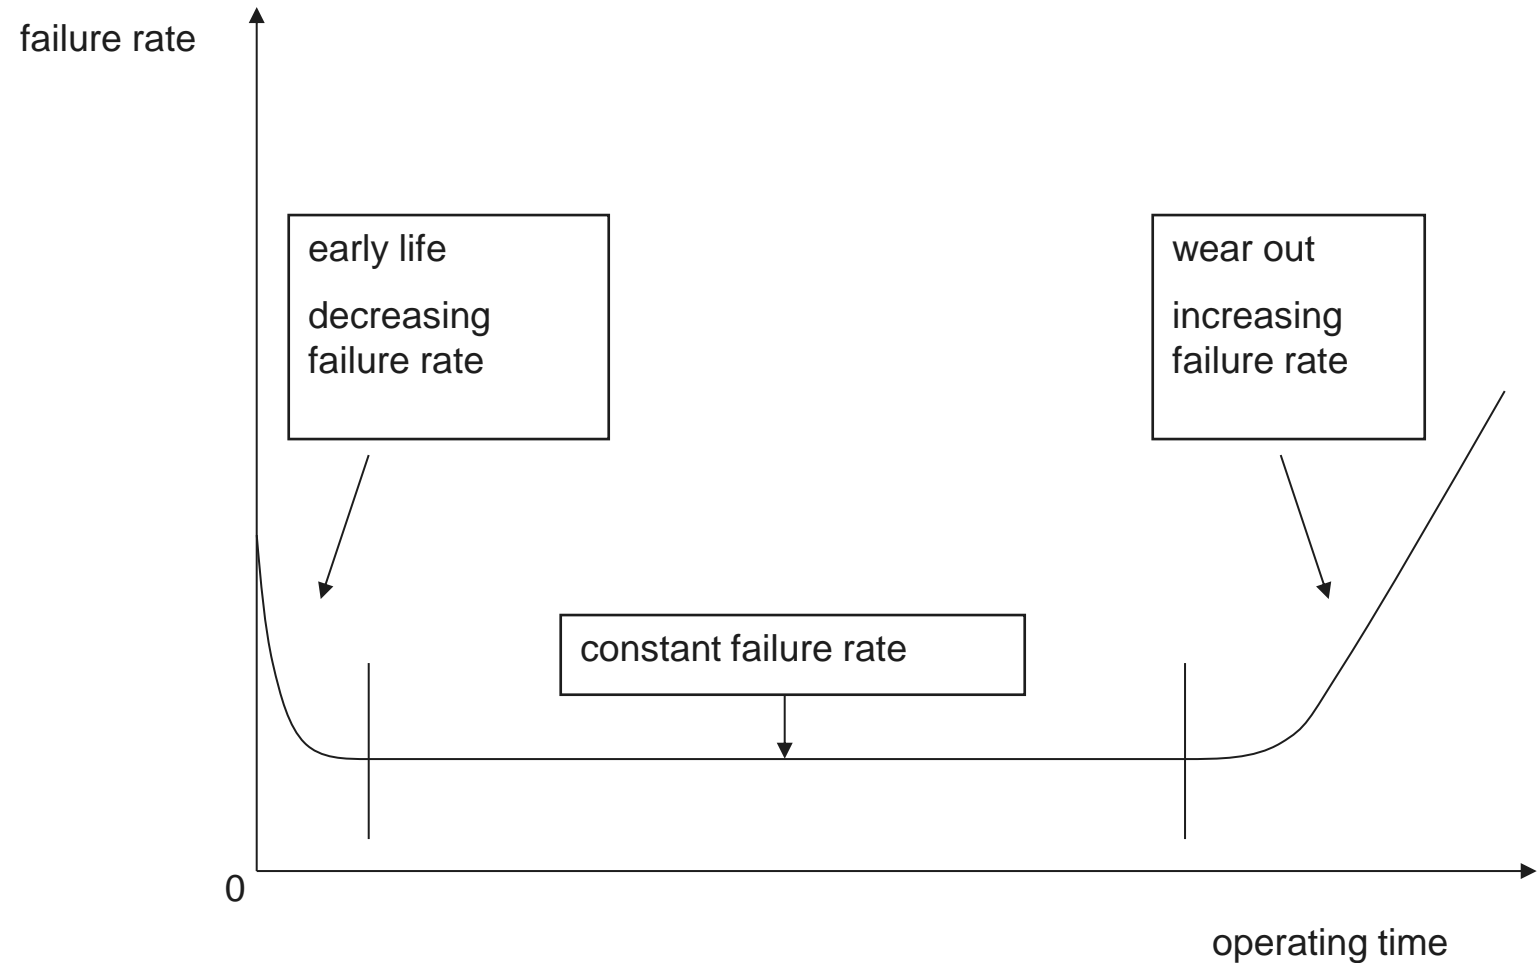 failure rate
early life
decreasing
failure rate
wear out
increasing
failure rate
constant failure rate
0
operating time